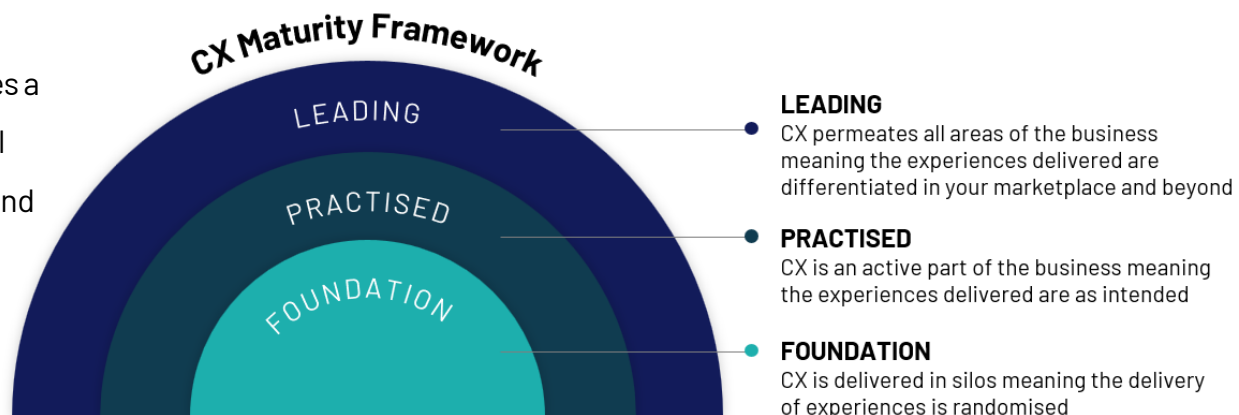 CX Maturity Framework
es a
l
nd
LEADING
PRACTISED
FOUNDATION
LEADING
CX permeates all areas of the business
meaning the experiences delivered are
differentiated in your marketplace and beyond
PRACTISED
CX is an active part of the business meaning
the experiences delivered are as intended
FOUNDATION
CX is delivered in silos meaning the delivery
of experiences is randomised